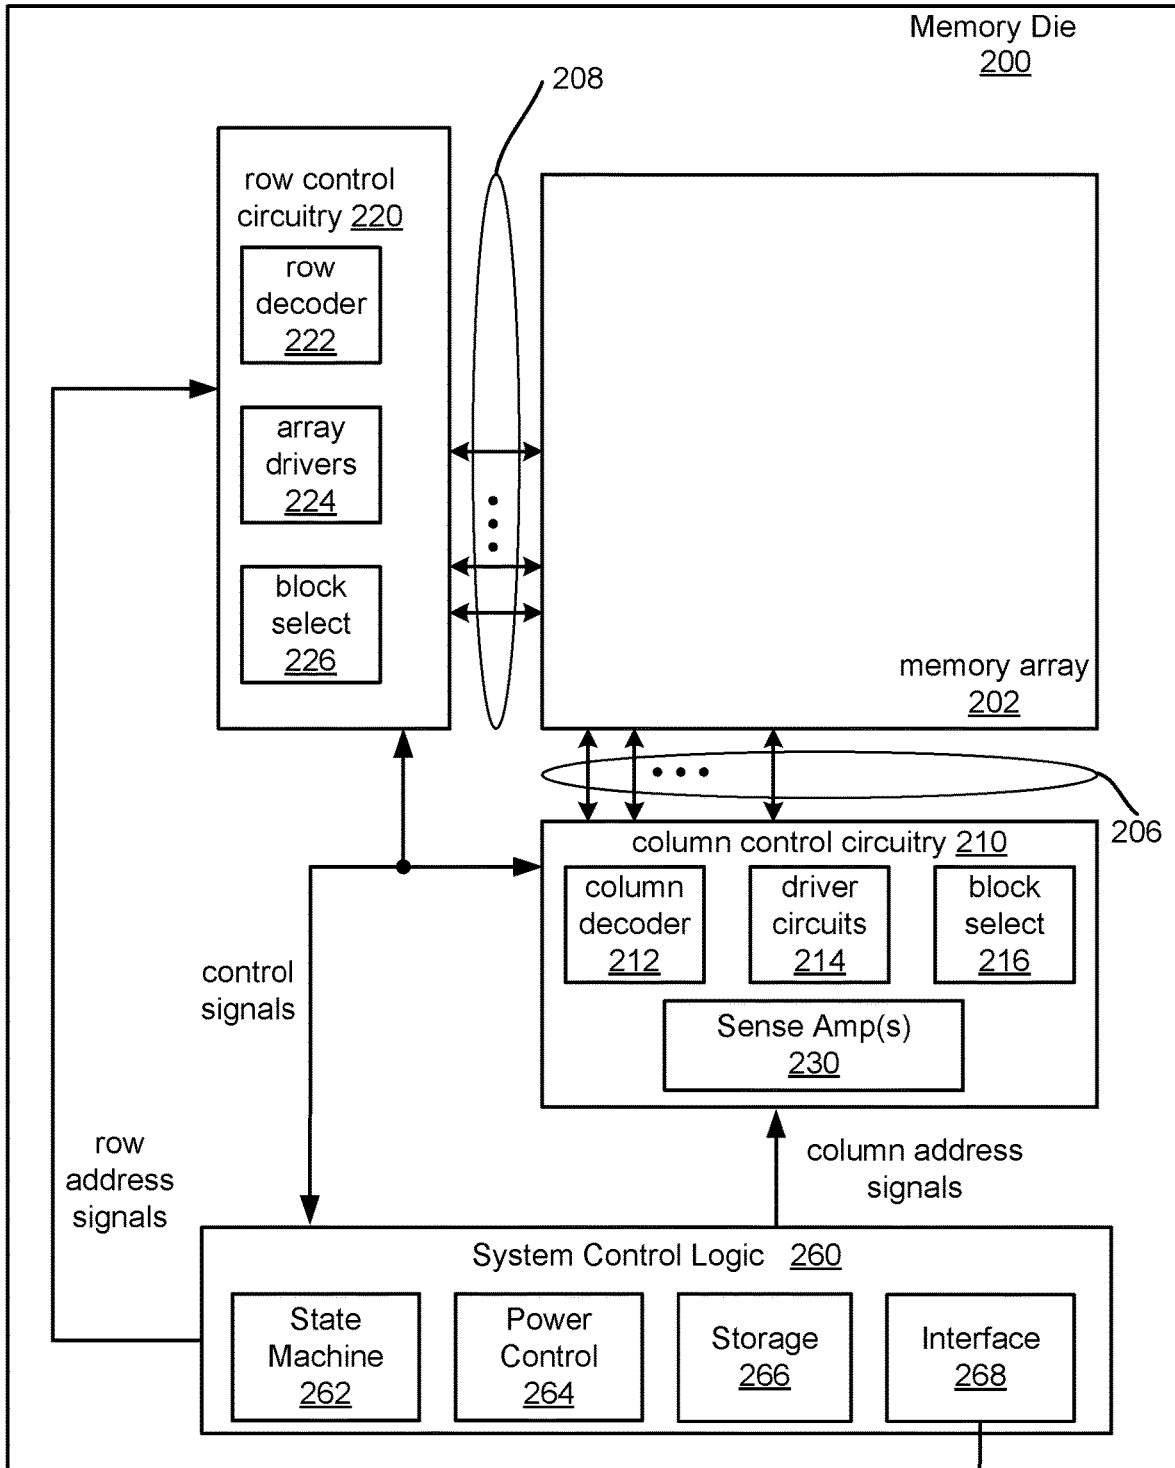 Memory Die
200
208
row control
circuitry 220
row
decoder
222
array
drivers
224
block
select
226
memory array
202
206
column control circuitry 210
column
decoder
212
driver
circuits
214
block
select
216
Sense Amp(s)
230
control
signals
row
address
signals
column address
signals
System Control Logic 260
State
Machine
262
Power
Control
264
Storage
266
Interface
268